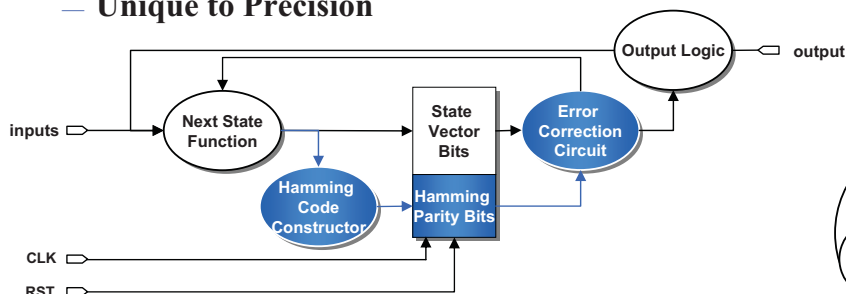 — Unique to Precision
Output Logic
output
inputs
Next State
Function
State
Vector
Bits
Error
Correction
Circuit
Hamming
Code
Constructor
Hamming
Parity Bits
CLK
RST